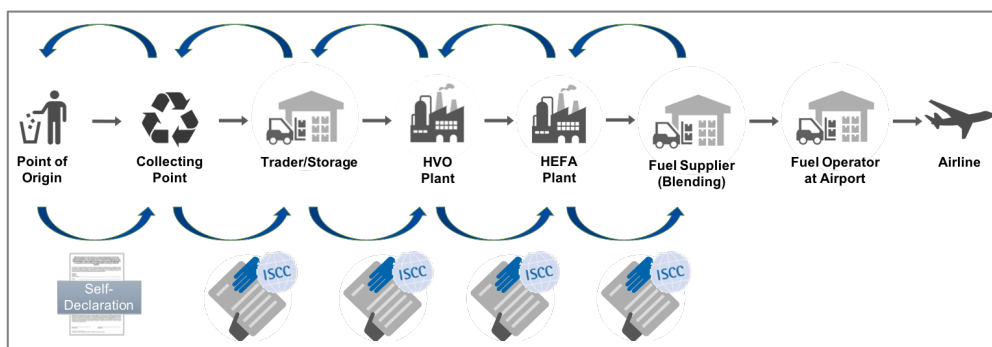 Point of
Origin
Collecting
Point
Trader/Storage
HVO
Plant
HEFA
Plant
Fuel Supplier
(Blending)
Fuel Operator
at Airport
Airline
Self-
Declaration
ISCC
ISCC
ISCC
ISCC